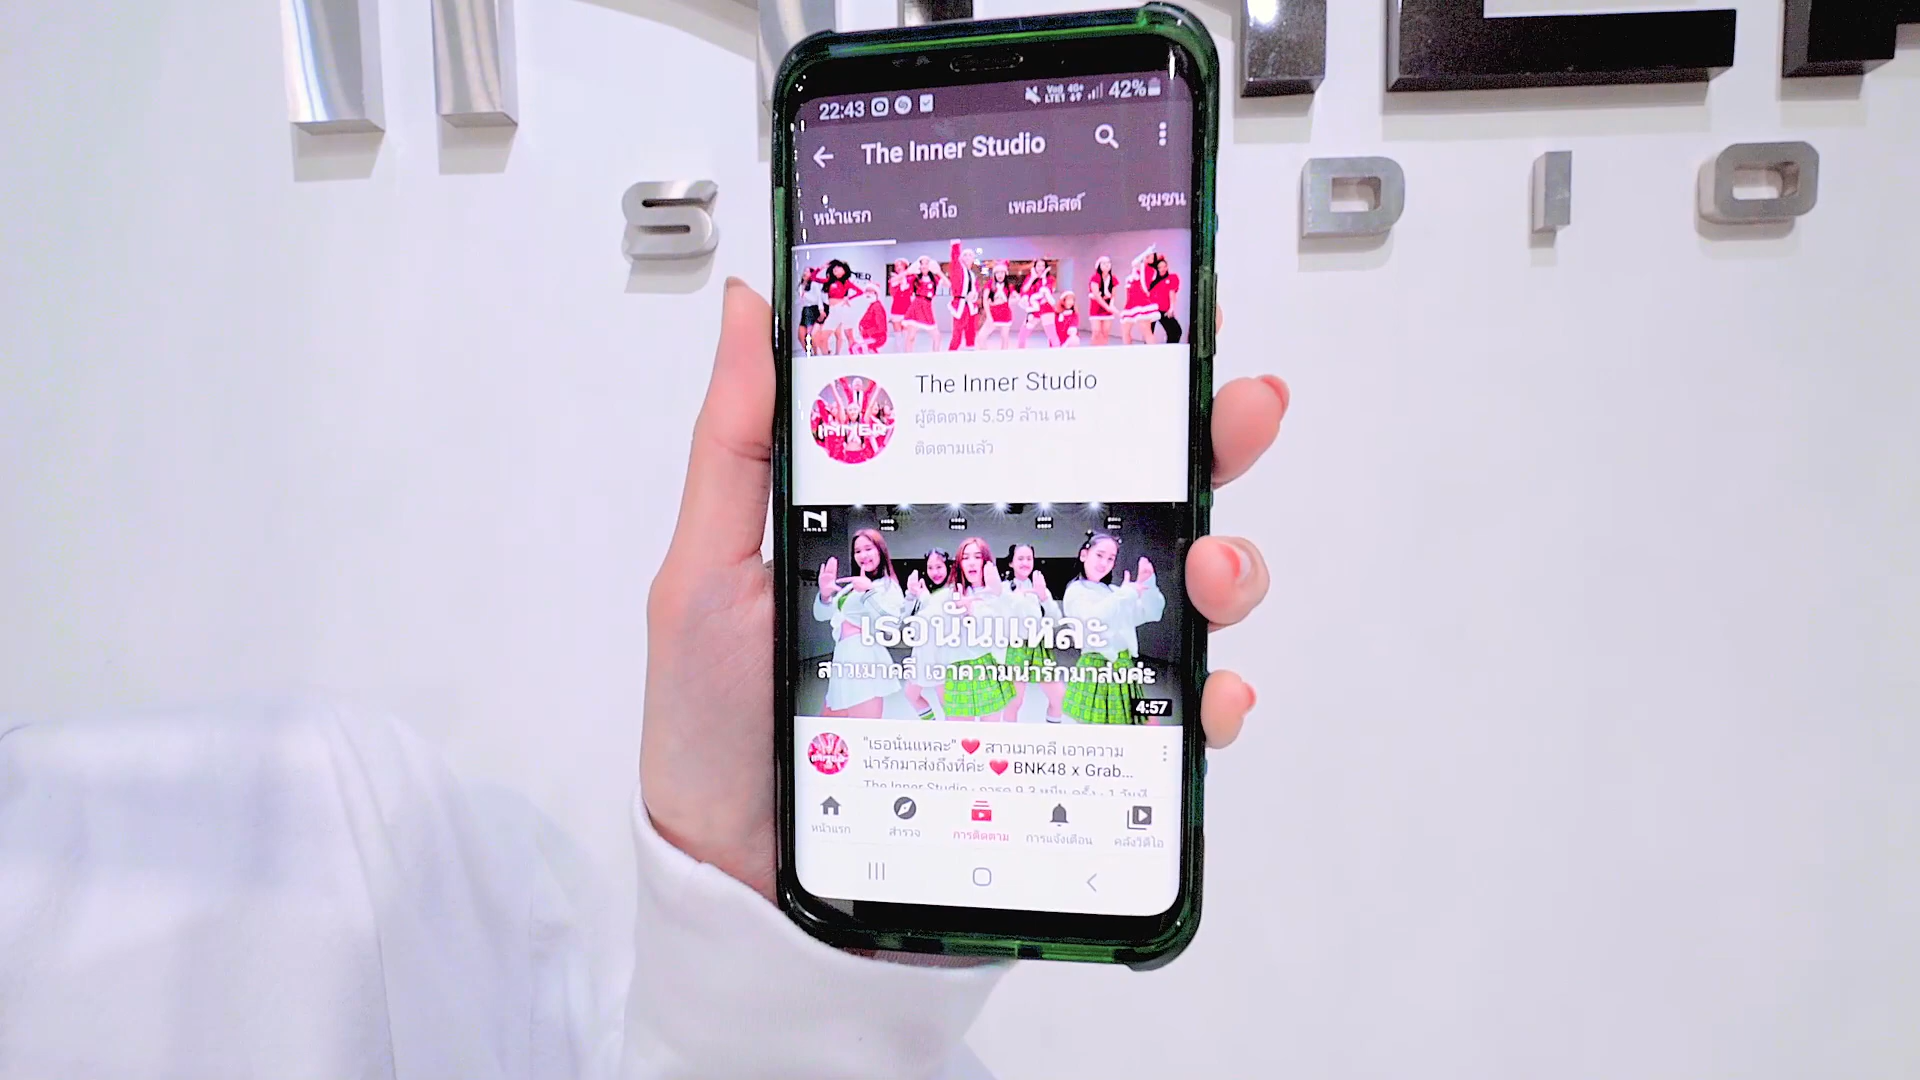 22:43
42%
The Inner Studio
หน้าแรก วิดีโอ เพลย์ลิสต์ ชุมชน
The Inner Studio
ผู้ติดตาม 5.59 ล้าน คน
ติดตามแล้ว
เธอนั่นแหละ
สาวเมาคลี เอาความน่ารักมาส่งค่ะ
4:57
"เธอนั่นแหละ" ❤️ สาวเมาคลี เอาความ
น่ารักมาส่งถึงที่ค่ะ ❤️ BNK48 x Grab...
The Inner Studio
หน้าแรก สำรวจ การติดตาม การแจ้งเตือน คลังวิดีโอ
S D I O